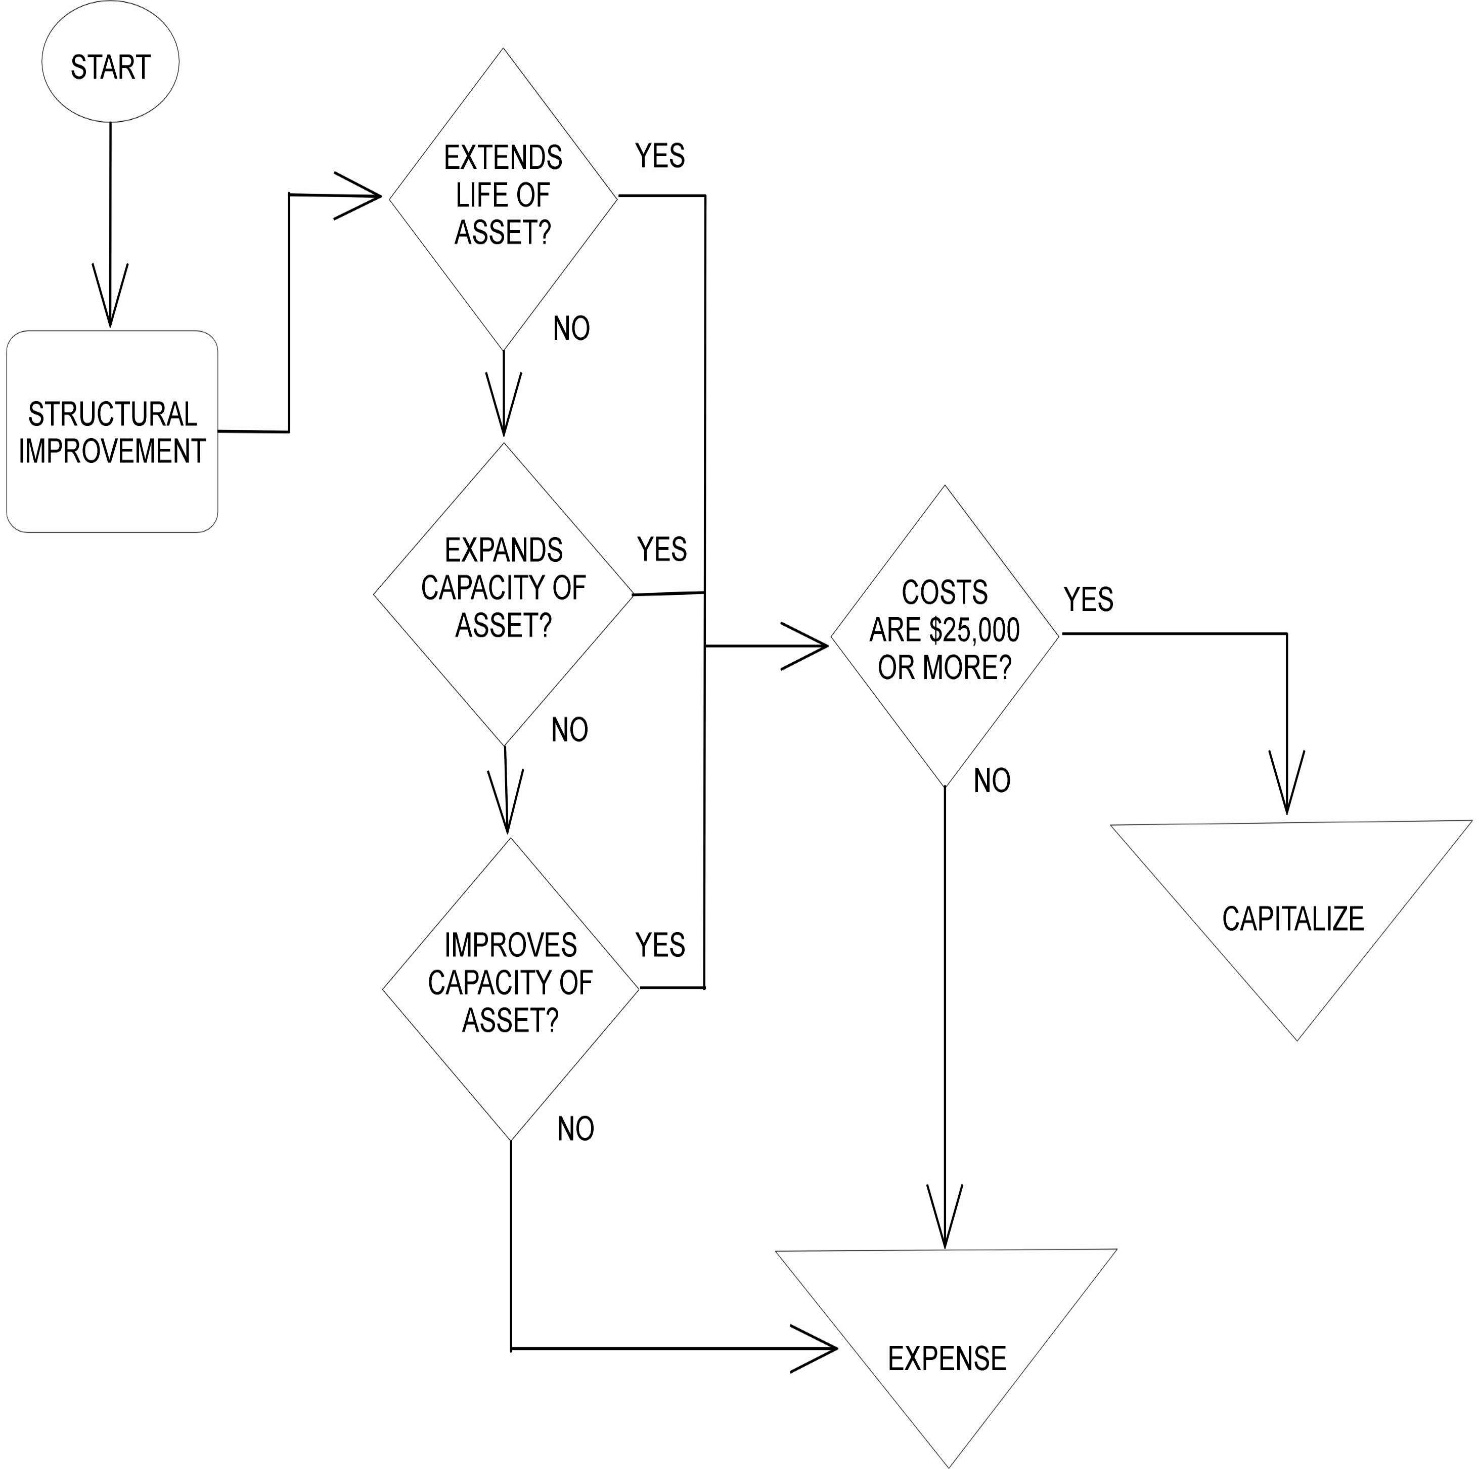 START
STRUCTURAL
IMPROVEMENT
EXTENDS
LIFE OF
ASSET?
YES
NO
EXPANDS
CAPACITY OF
ASSET?
YES
NO
IMPROVES
CAPACITY OF
ASSET?
YES
NO
COSTS
ARE $25,000
OR MORE?
YES
NO
CAPITALIZE
EXPENSE